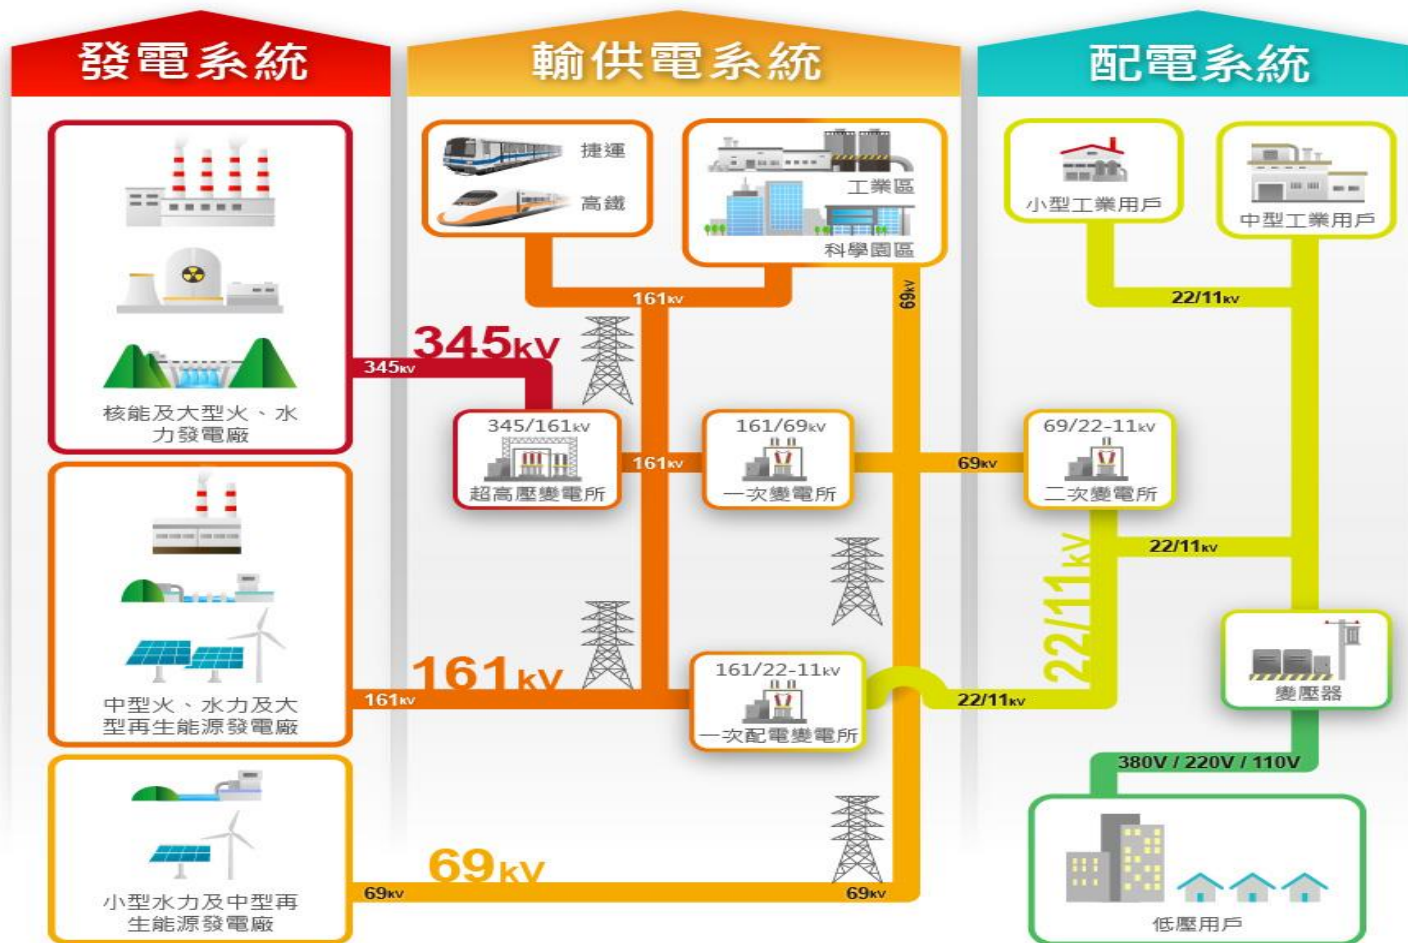 發電系統
輸供電系統
配電系統
核能及大型火、水
力發電廠
中型火、水力及大
型再生能源發電廠
小型水力及中型再
生能源發電廠
345kV
345kV
161kV
161kV
69kV
69kV
捷運
高鐵
工業區
科學園區
161kV
69kV
345/161kV
超高壓變電所
161kV
161/69kV
一次變電所
69kV
161/22-11kV
一次配電變電所
22/11kV
69kV
小型工業用戶
中型工業用戶
22/11kV
69/22-11kV
二次變電所
22/11kV
22/11kV
變壓器
380V / 220V / 110V
低壓用戶